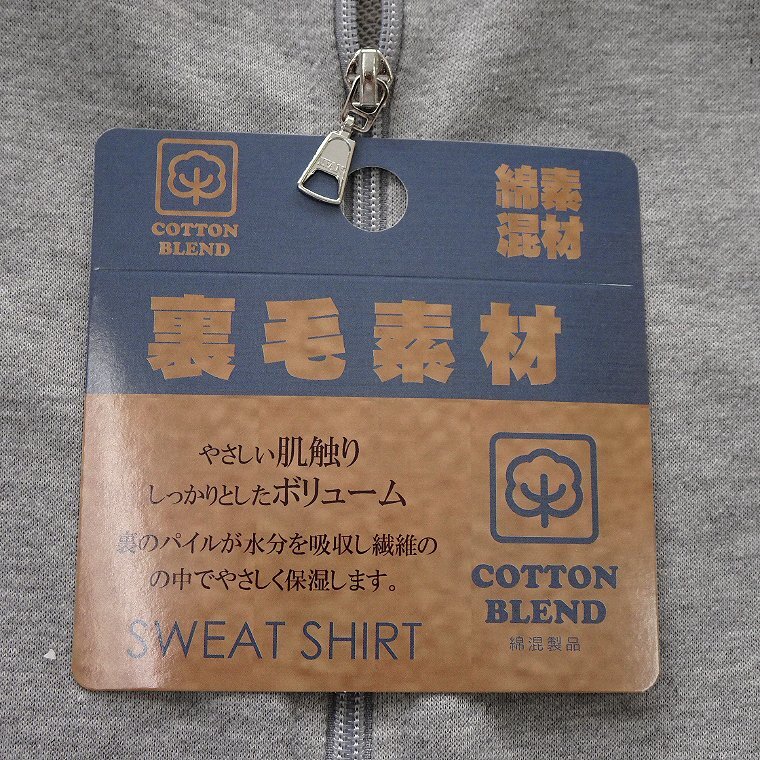 COTTON
BLEND
綿素
混材
裏毛素材
やさしい肌触り
しっかりとしたボリューム
裏のパイルが水分を吸収し繊維の
の中でやさしく保湿します。
SWEAT SHIRT
COTTON
BLEND
綿混製品